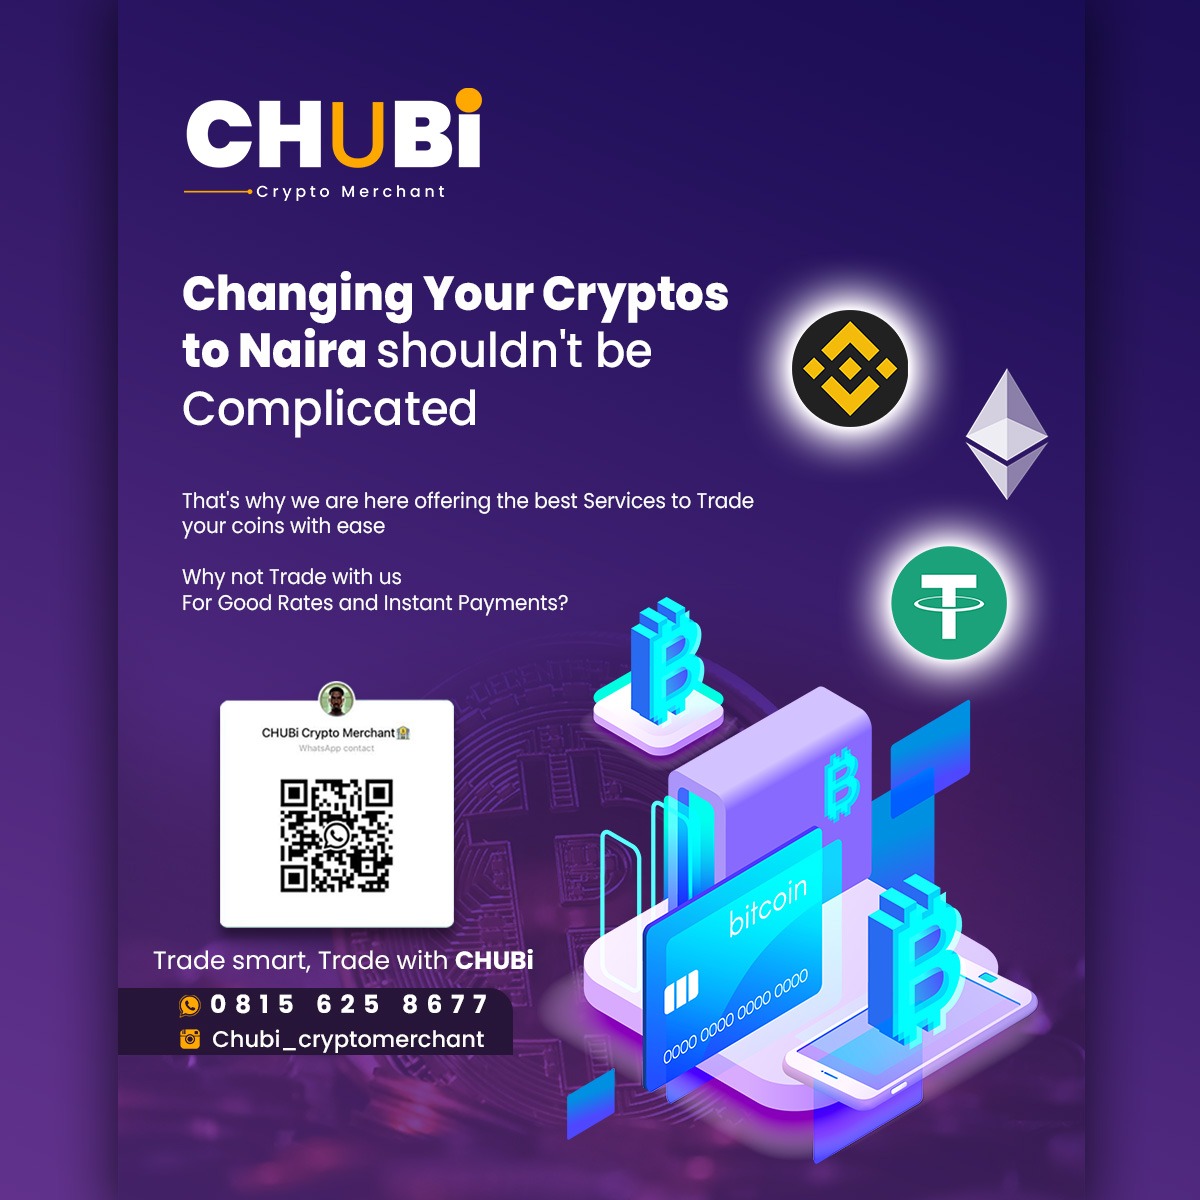 CHUBi
Crypto Merchant
Changing Your Cryptos
to Naira shouldn't be
Complicated
That's why we are here offering the best Services to Trade
your coins with ease
Why not Trade with us
For Good Rates and Instant Payments?
CHUBi Crypto Merchant🏦
WhatsApp contact
bitcoin
0000 0000 0000 0000
Trade smart, Trade with CHUBi
0815 625 8677
Chubi_cryptomerchant